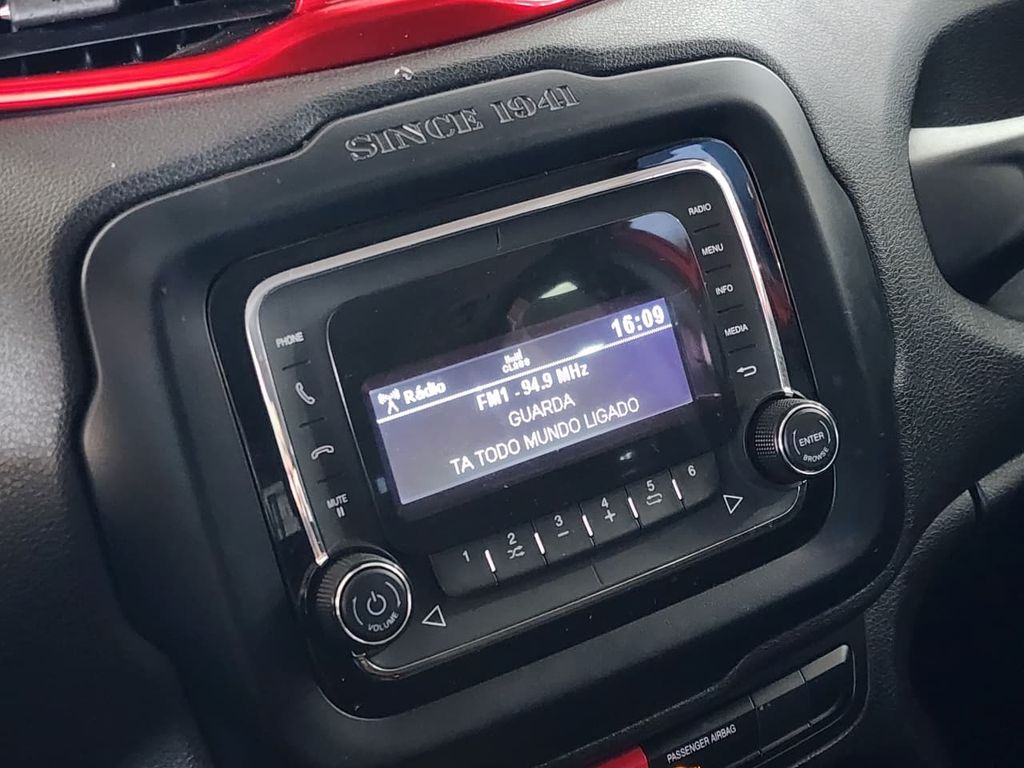 SINCE 1941
RADIO
MENU
INFO
MEDIA
PHONE
MUTE
16:09
Rádio
CLASS
FM1 - 94.9 MHz
GUARDA
TA TODO MUNDO LIGADO
1 2 3 4 5 6
ENTER
BROWSE
VOLUME
PASSENGER AIRBAG